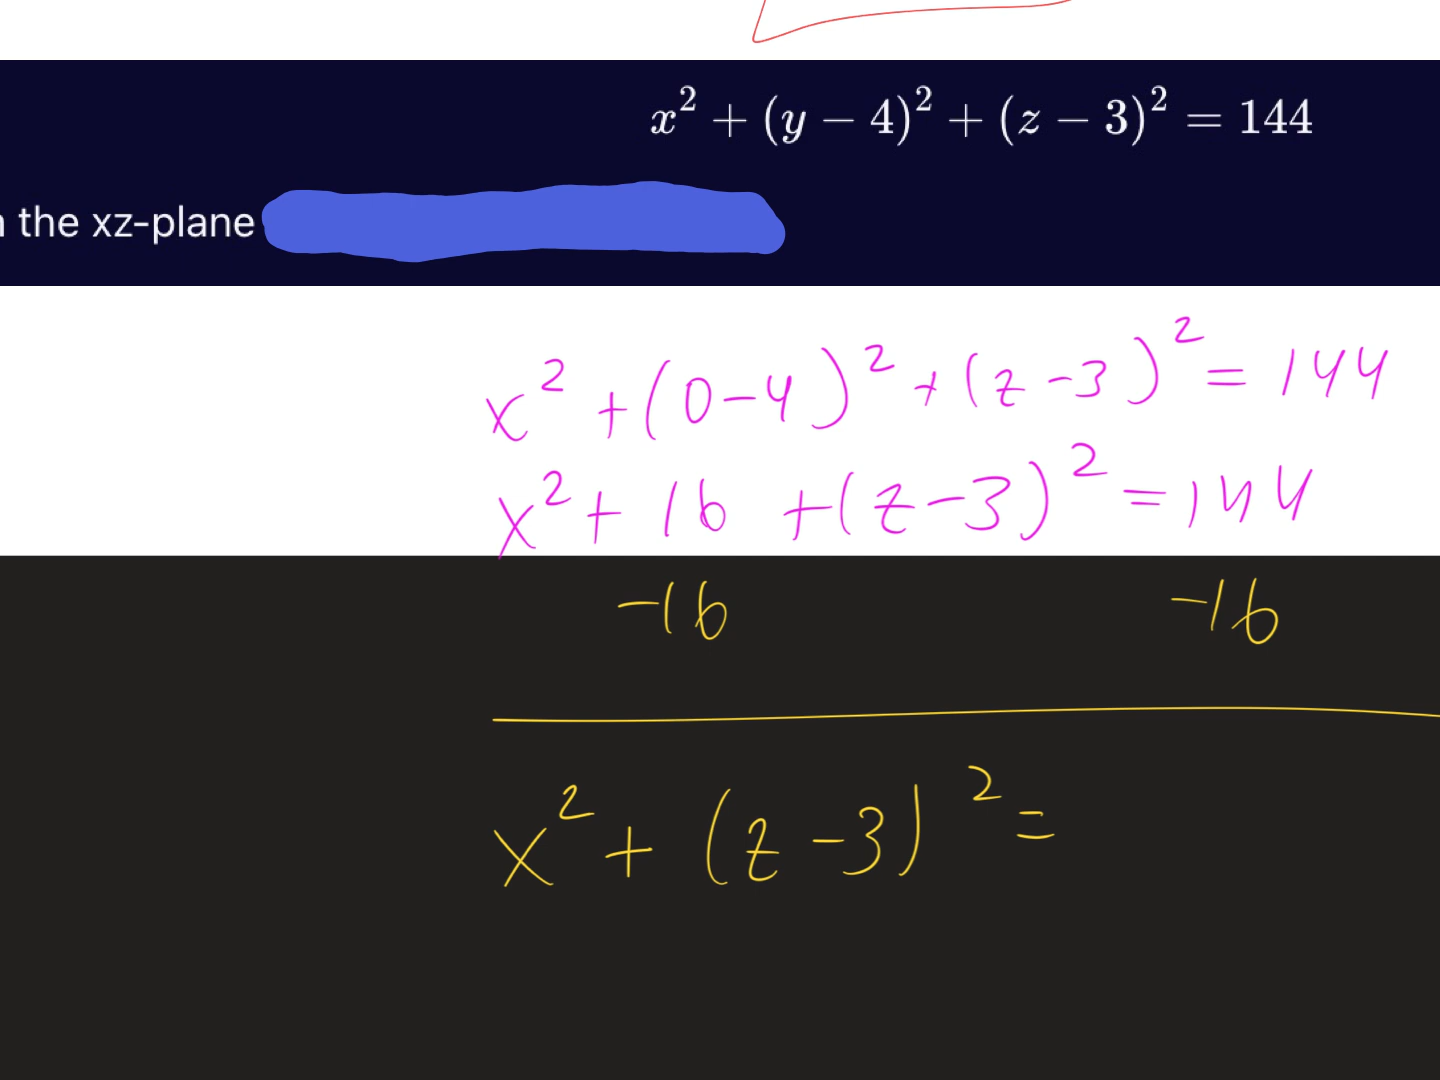 x² + (y − 4)² + (z − 3)² = 144
the xz-plane
x² + (0 - 4)² + (z - 3)² = 144
x² + 16 + (z - 3)² = 144
-16 -16
x² + (z - 3)² =